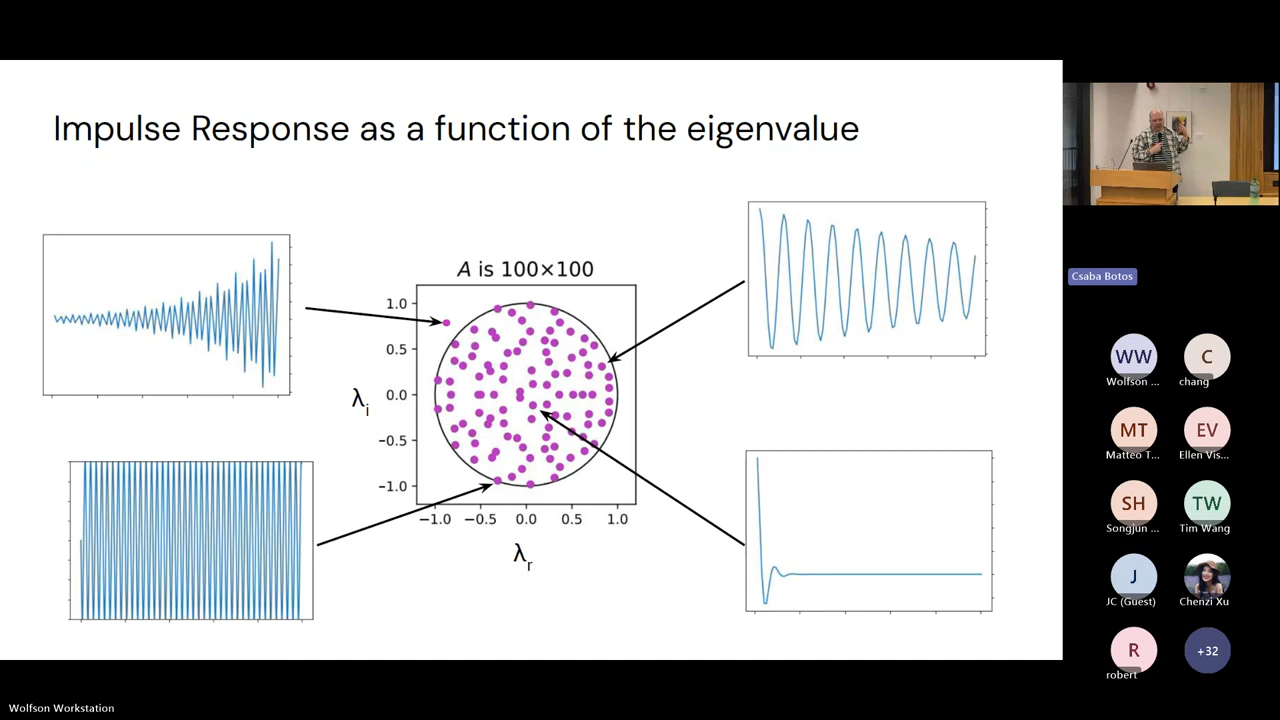 Impulse Response as a function of the eigenvalue
A is 100×100
1.0
0.5
0.0
−0.5
−1.0
λi
−1.0 −0.5 0.0 0.5 1.0
λr
Csaba Botos
WW
Wolfson ...
C
chang
MT
Matteo T...
EV
Ellen Vis...
SH
Songjun ...
TW
Tim Wang
J
JC (Guest)
Chenzi Xu
R
robert
+32
Wolfson Workstation